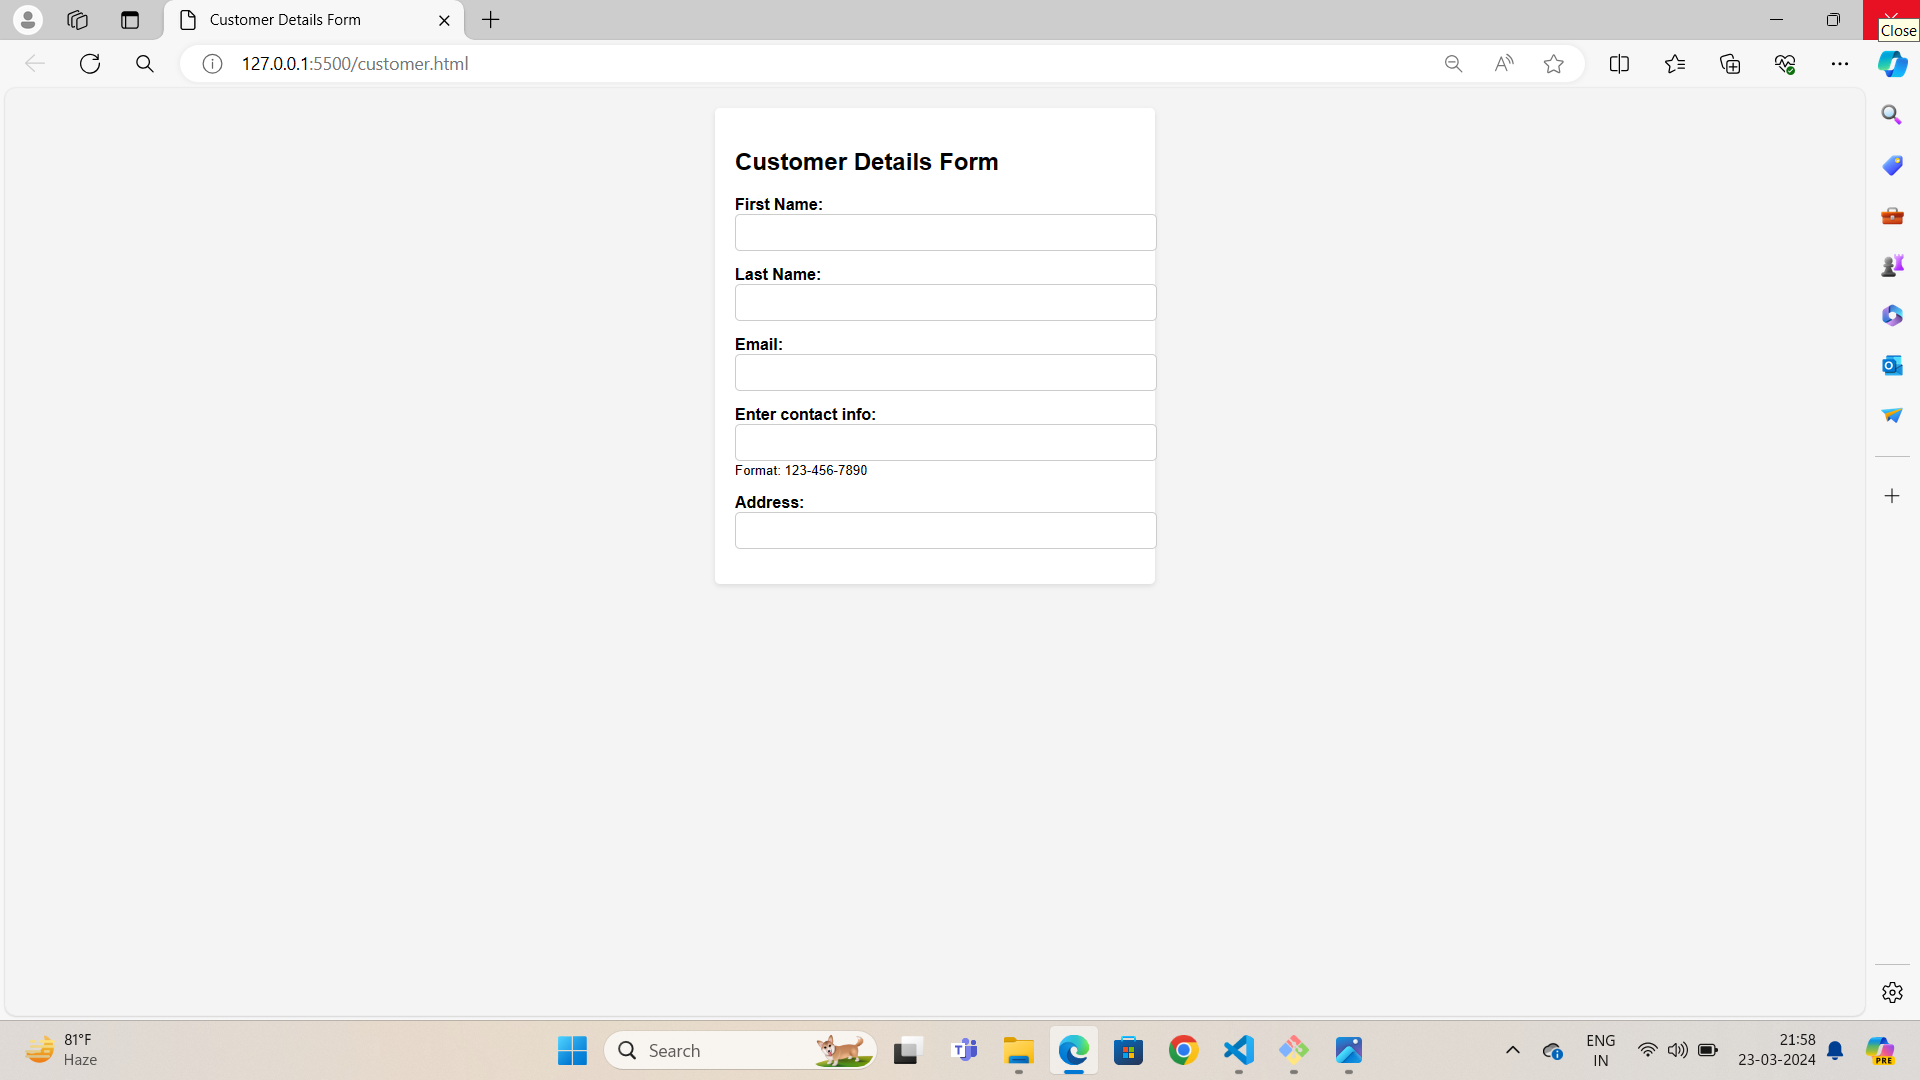 Customer Details Form
Close
127.0.0.1:5500/customer.html
Customer Details Form
First Name:
Last Name:
Email:
Enter contact info:
Format: 123-456-7890
Address:
81°F
Haze
Search
ENG
IN
21:58
23-03-2024
PRE